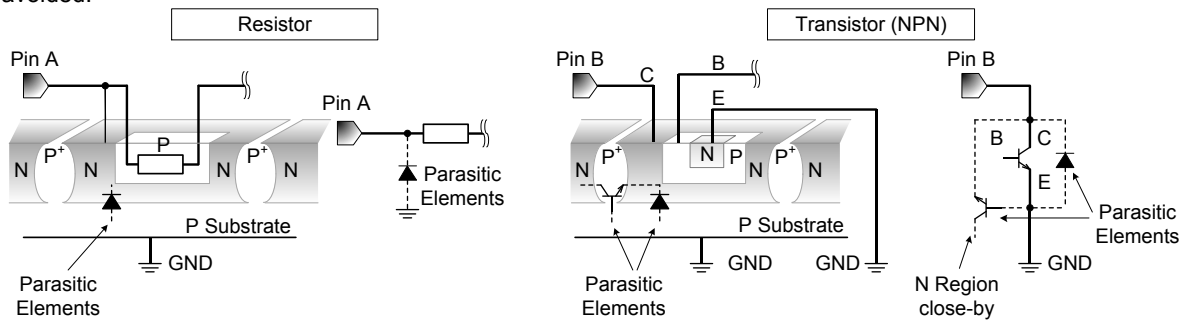 avoided.
Resistor
Transistor (NPN)
Pin A
Pin A
N
P+
N
P
N
P+
N
Parasitic
Elements
P Substrate
GND
Parasitic
Elements
Pin B
C
B
E
N
P+
N
N
P
N
P+
N
P Substrate
GND
GND
Parasitic
Elements
Pin B
B
C
E
Parasitic
Elements
GND
N Region
close-by